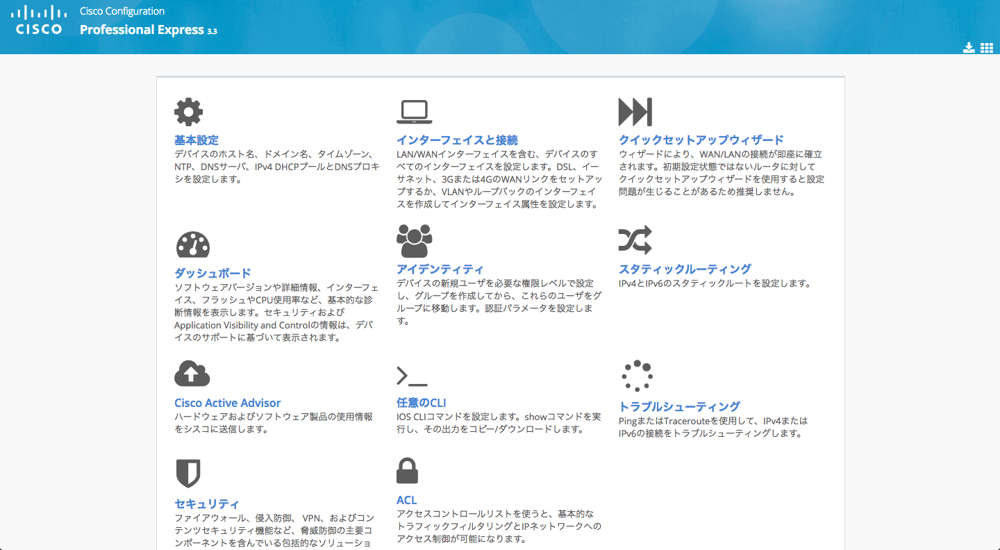 CISCO
Cisco Configuration
Professional Express 3.3
基本設定
デバイスのホスト名、ドメイン名、タイムゾーン、
NTP、DNSサーバ、IPv4 DHCPプールとDNSプロキ
シを設定します。
インターフェイスと接続
LAN/WANインターフェイスを含む、デバイスのす
べてのインターフェイスを設定します。DSL、イー
サネット、3Gまたは4GのWANリンクをセットアッ
プするか、VLANやループバックのインターフェイ
スを作成してインターフェイス属性を設定します。
クイックセットアップウィザード
ウィザードにより、WAN/LANの接続が即座に確立
されます。初期設定状態ではないルータに対して
クイックセットアップウィザードを使用すると設定
問題が生じることがあるため推奨しません。
ダッシュボード
ソフトウェアバージョンや詳細情報、インターフェ
イス、フラッシュやCPU使用率など、基本的な診
断情報を表示します。セキュリティおよび
Application Visibility and Controlの情報は、デバ
イスのサポートに基づいて表示されます。
アイデンティティ
デバイスの新規ユーザを必要な権限レベルで設定
し、グループを作成してから、これらのユーザをグ
ループに移動します。認証パラメータを設定しま
す。
スタティックルーティング
IPv4とIPv6のスタティックルートを設定します。
Cisco Active Advisor
ハードウェアおよびソフトウェア製品の使用情報
をシスコに送信します。
任意のCLI
IOS CLIコマンドを設定します。showコマンドを実
行し、その出力をコピー/ダウンロードします。
トラブルシューティング
PingまたはTracerouteを使用して、IPv4または
IPv6の接続をトラブルシューティングします。
セキュリティ
ファイアウォール、侵入防御、 VPN、およびコン
テンツセキュリティ機能など、脅威防御の主要コ
ンポーネントを含んでいる包括的なソリューショ
ACL
アクセスコントロールリストを使うと、基本的な
トラフィックフィルタリングとIPネットワークへの
アクセス制御が可能になります。